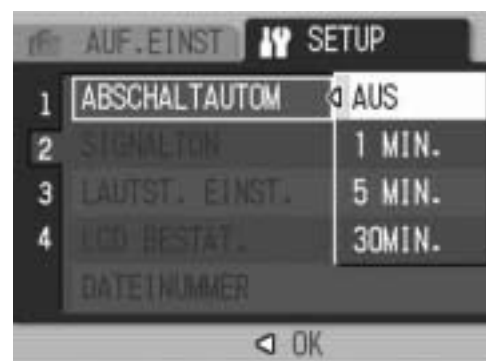 AUF.EINST SETUP
1 ABSCHALTAUTOM AUS
2 SIGNALTON 1 MIN.
3 LAUTST. EINST. 5 MIN.
4 LCD BESTÄT. 30MIN.
DATEINUMMER
OK